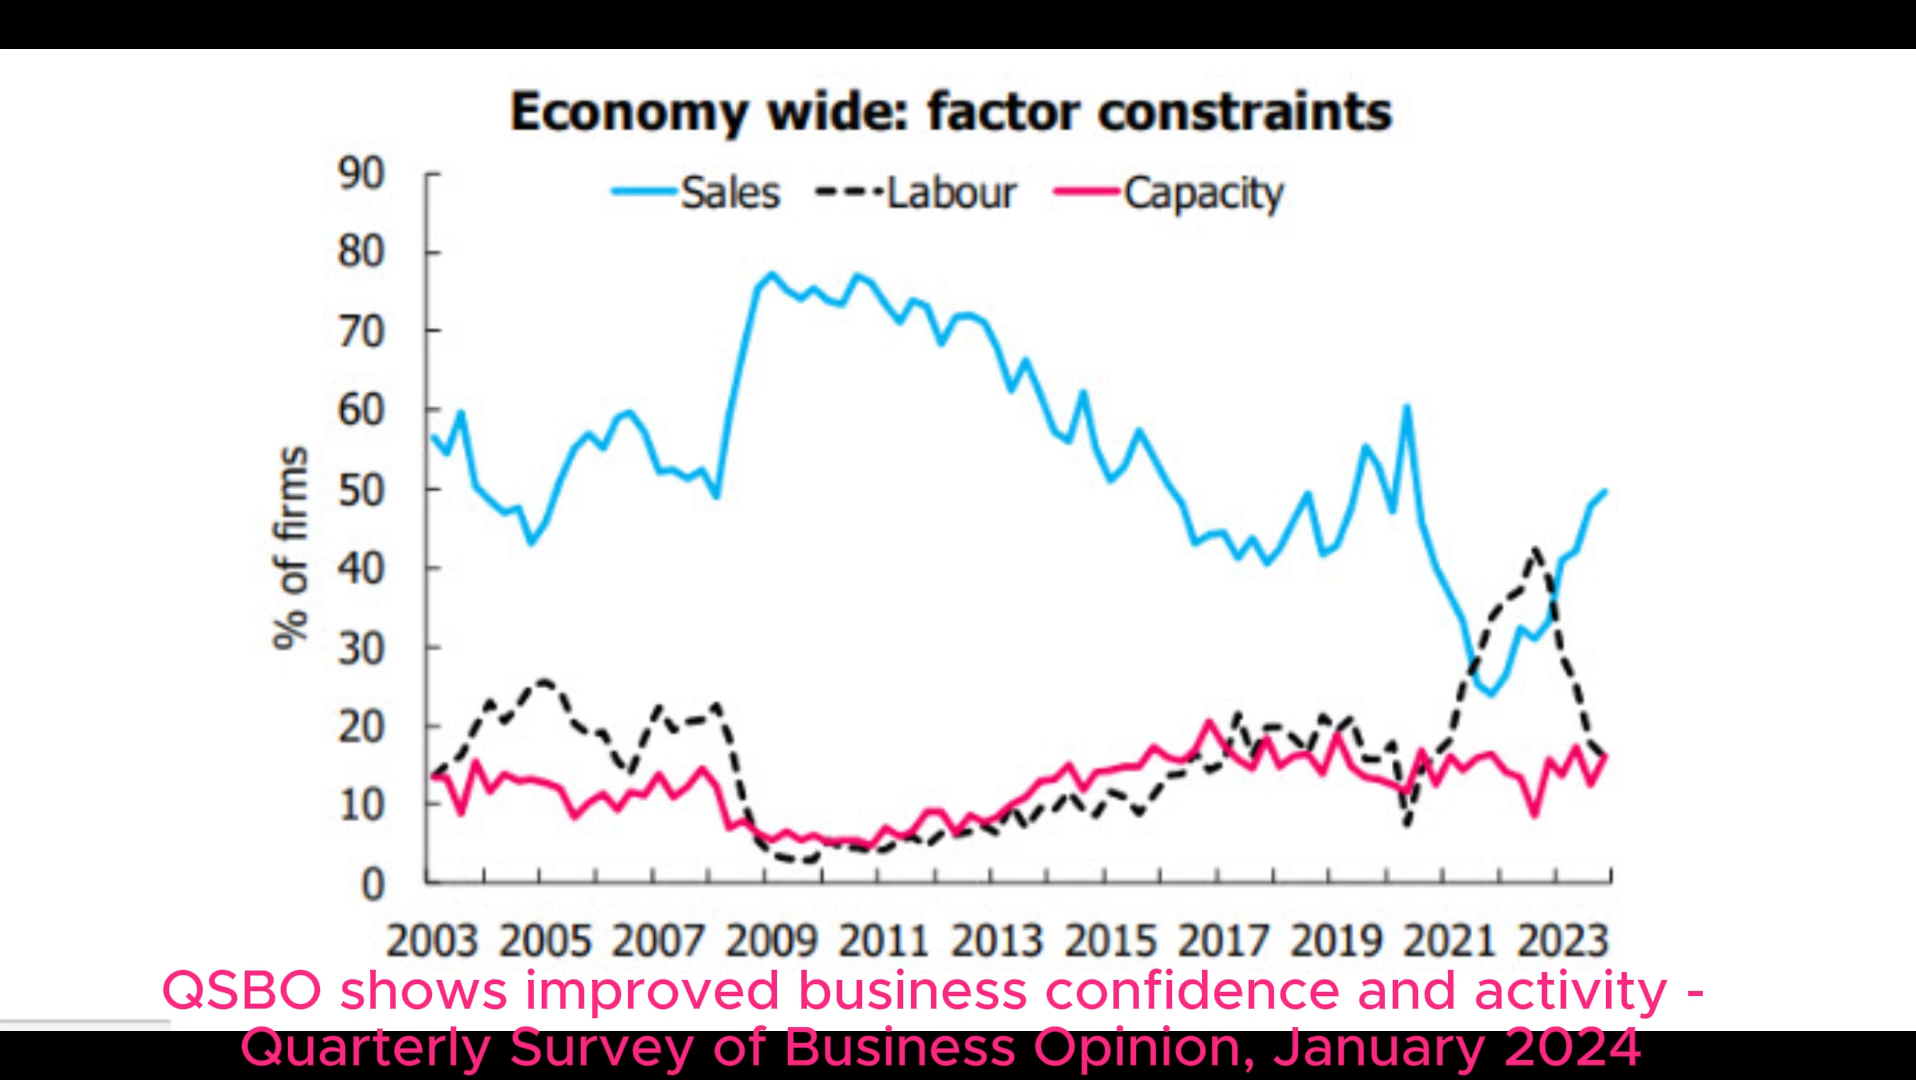 Economy wide: factor constraints
Sales Labour Capacity
% of firms
90
80
70
60
50
40
30
20
10
0
2003 2005 2007 2009 2011 2013 2015 2017 2019 2021 2023
QSBO shows improved business confidence and activity -
Quarterly Survey of Business Opinion, January 2024